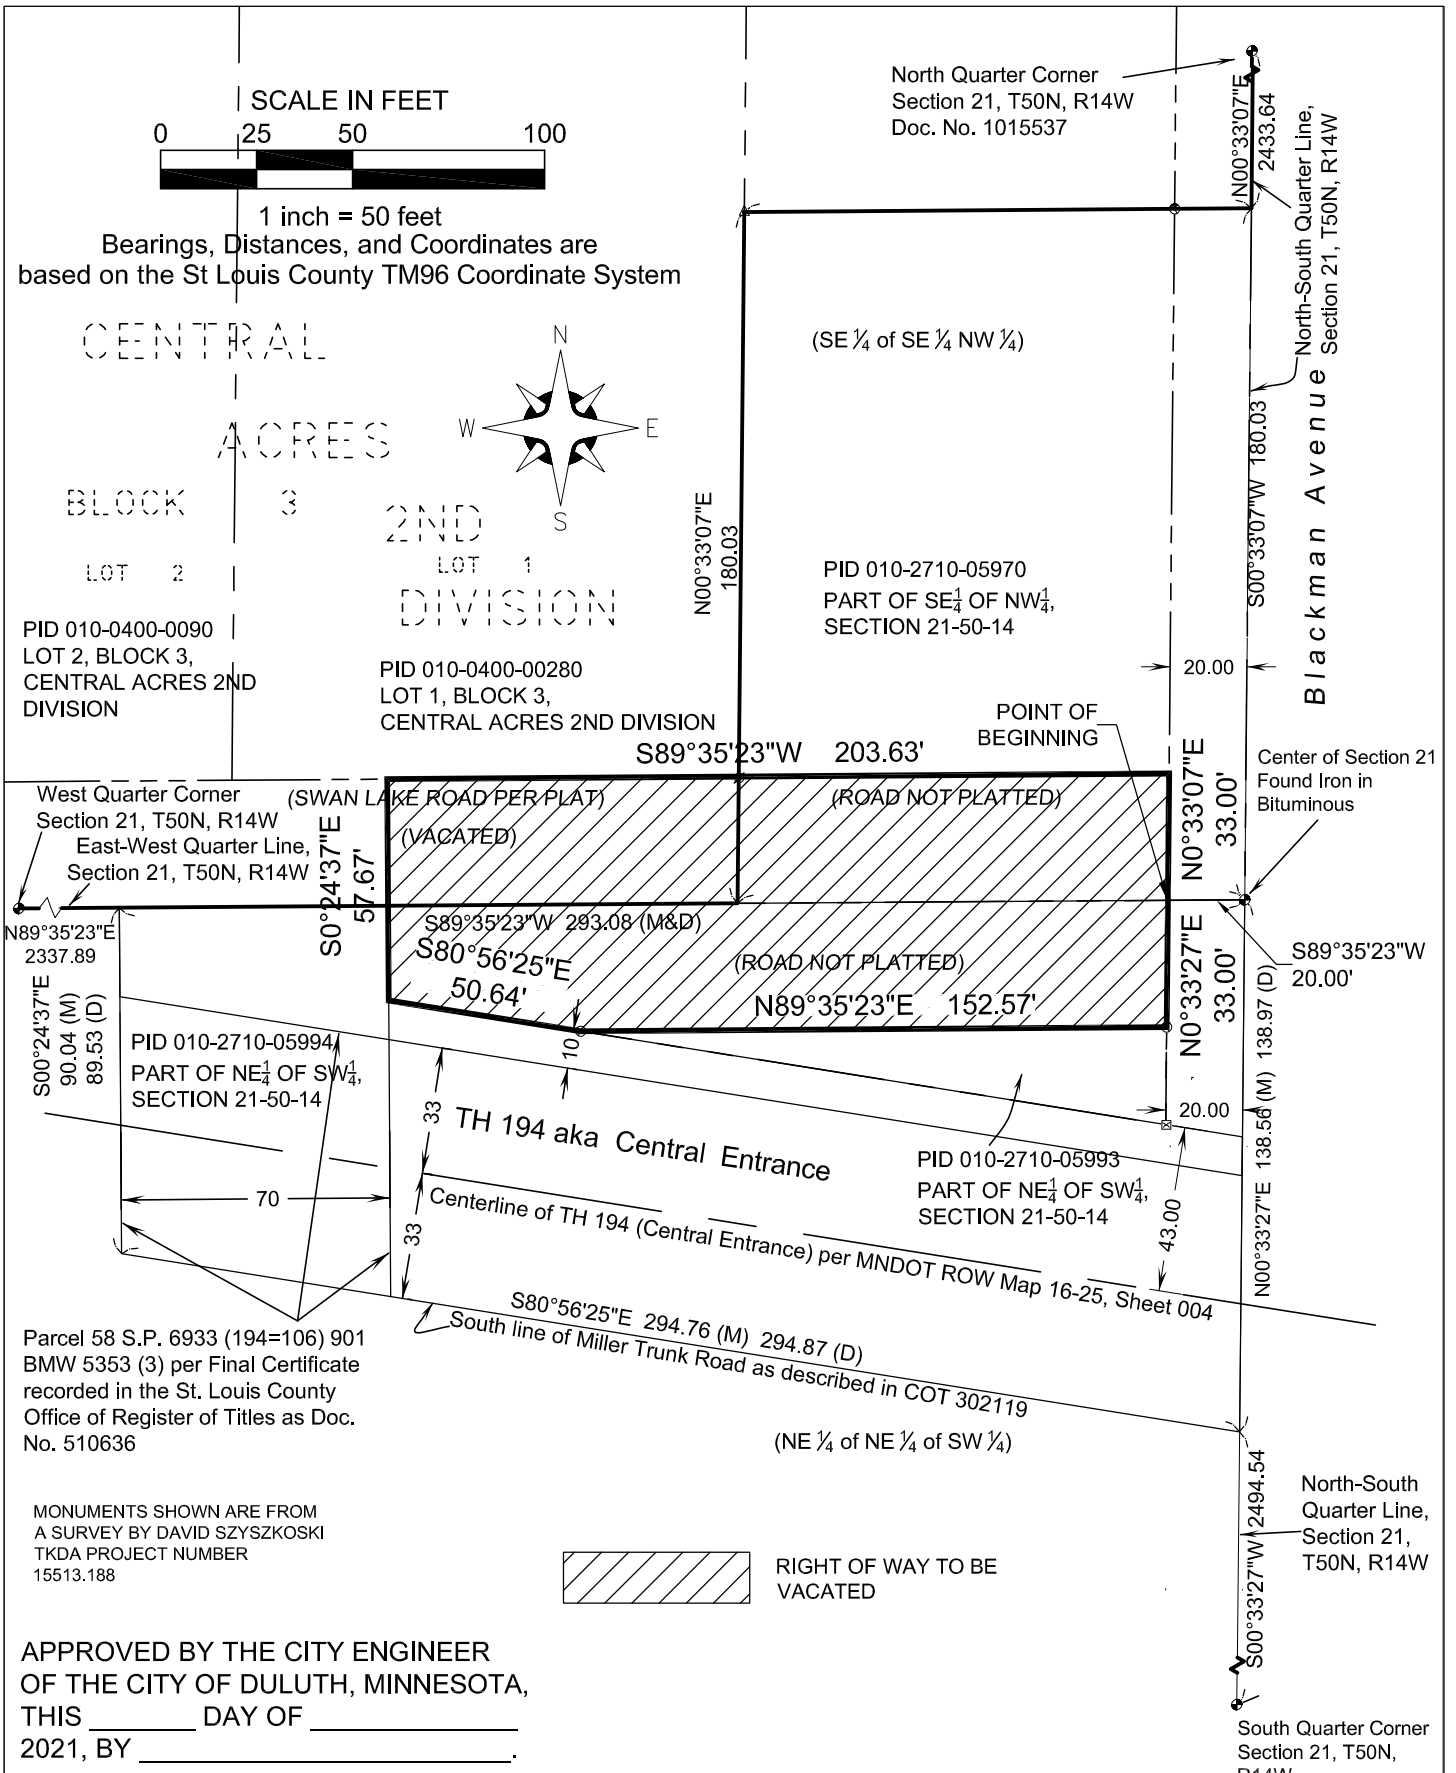 SCALE IN FEET
0 25 50 100
1 inch = 50 feet
Bearings, Distances, and Coordinates are
based on the St Louis County TM96 Coordinate System
North Quarter Corner
Section 21, T50N, R14W
Doc. No. 1015537
N00°33'07"E
2433.64
North-South Quarter Line,
Section 21, T50N, R14W
CENTRAL
ACRES
BLOCK 3
2ND
LOT 2
LOT 1
DIVISION
N
W E
S
(SE ¼ of SE ¼ NW ¼)
N00°33'07"E
180.03
S00°33'07"W 180.03
Blackman Avenue
PID 010-2710-05970
PART OF SE¼ OF NW¼,
SECTION 21-50-14
PID 010-0400-0090
LOT 2, BLOCK 3,
CENTRAL ACRES 2ND
DIVISION
PID 010-0400-00280
LOT 1, BLOCK 3,
CENTRAL ACRES 2ND DIVISION
20.00
POINT OF
BEGINNING
S89°35'23"W 203.63'
N0°33'07"E
33.00'
Center of Section 21
Found Iron in
Bituminous
West Quarter Corner
Section 21, T50N, R14W
East-West Quarter Line,
Section 21, T50N, R14W
(SWAN LAKE ROAD PER PLAT)
(VACATED)
(ROAD NOT PLATTED)
S0°24'37"E
57.67'
N89°35'23"E
2337.89
S89°35'23"W 293.08 (M&D)
S80°56'25"E
50.64'
(ROAD NOT PLATTED)
N89°35'23"E 152.57'
N0°33'27"E
33.00'
S89°35'23"W
20.00'
S00°24'37"E
90.04 (M)
89.53 (D)
PID 010-2710-05994
PART OF NE¼ OF SW¼,
SECTION 21-50-14
10
33
TH 194 aka Central Entrance
20.00
N00°33'27"E 138.56 (M) 138.97 (D)
PID 010-2710-05993
PART OF NE¼ OF SW¼,
SECTION 21-50-14
43.00
70
33
Centerline of TH 194 (Central Entrance) per MNDOT ROW Map 16-25, Sheet 004
S80°56'25"E 294.76 (M) 294.87 (D)
South line of Miller Trunk Road as described in COT 302119
Parcel 58 S.P. 6933 (194=106) 901
BMW 5353 (3) per Final Certificate
recorded in the St. Louis County
Office of Register of Titles as Doc.
No. 510636
(NE ¼ of NE ¼ of SW ¼)
S00°33'27"W 2494.54
North-South
Quarter Line,
Section 21,
T50N, R14W
MONUMENTS SHOWN ARE FROM
A SURVEY BY DAVID SZYSZKOSKI
TKDA PROJECT NUMBER
15513.188
RIGHT OF WAY TO BE
VACATED
APPROVED BY THE CITY ENGINEER
OF THE CITY OF DULUTH, MINNESOTA,
THIS ______ DAY OF ____________
2021, BY ______________________.
South Quarter Corner
Section 21, T50N,